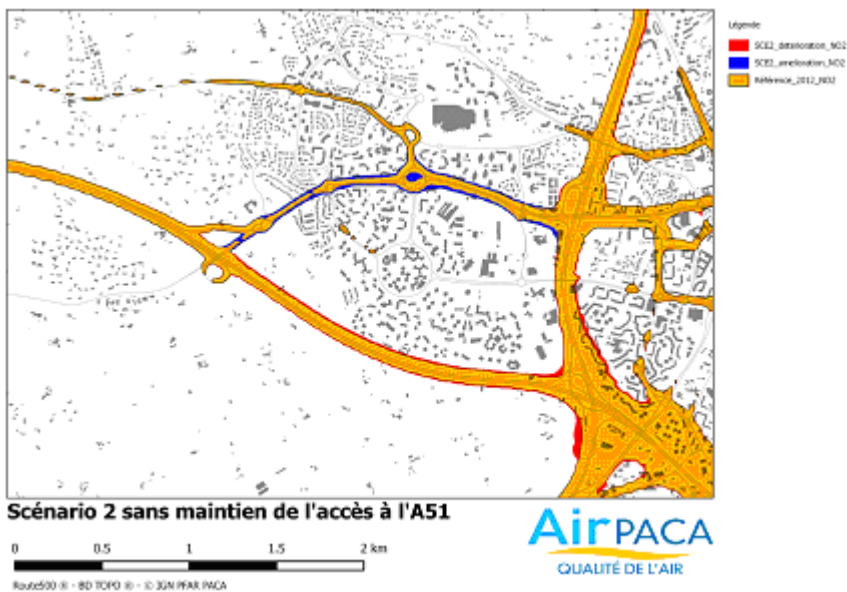 Légende
SCE2_deterioration_NO2
SCE2_amelioration_NO2
Référence_2012_NO2
Scénario 2 sans maintien de l'accès à l'A51
0 0.5 1 1.5 2 km
Route500 ® - BD TOPO ® - © IGN PFAR PACA
AirPACA
QUALITÉ DE L'AIR